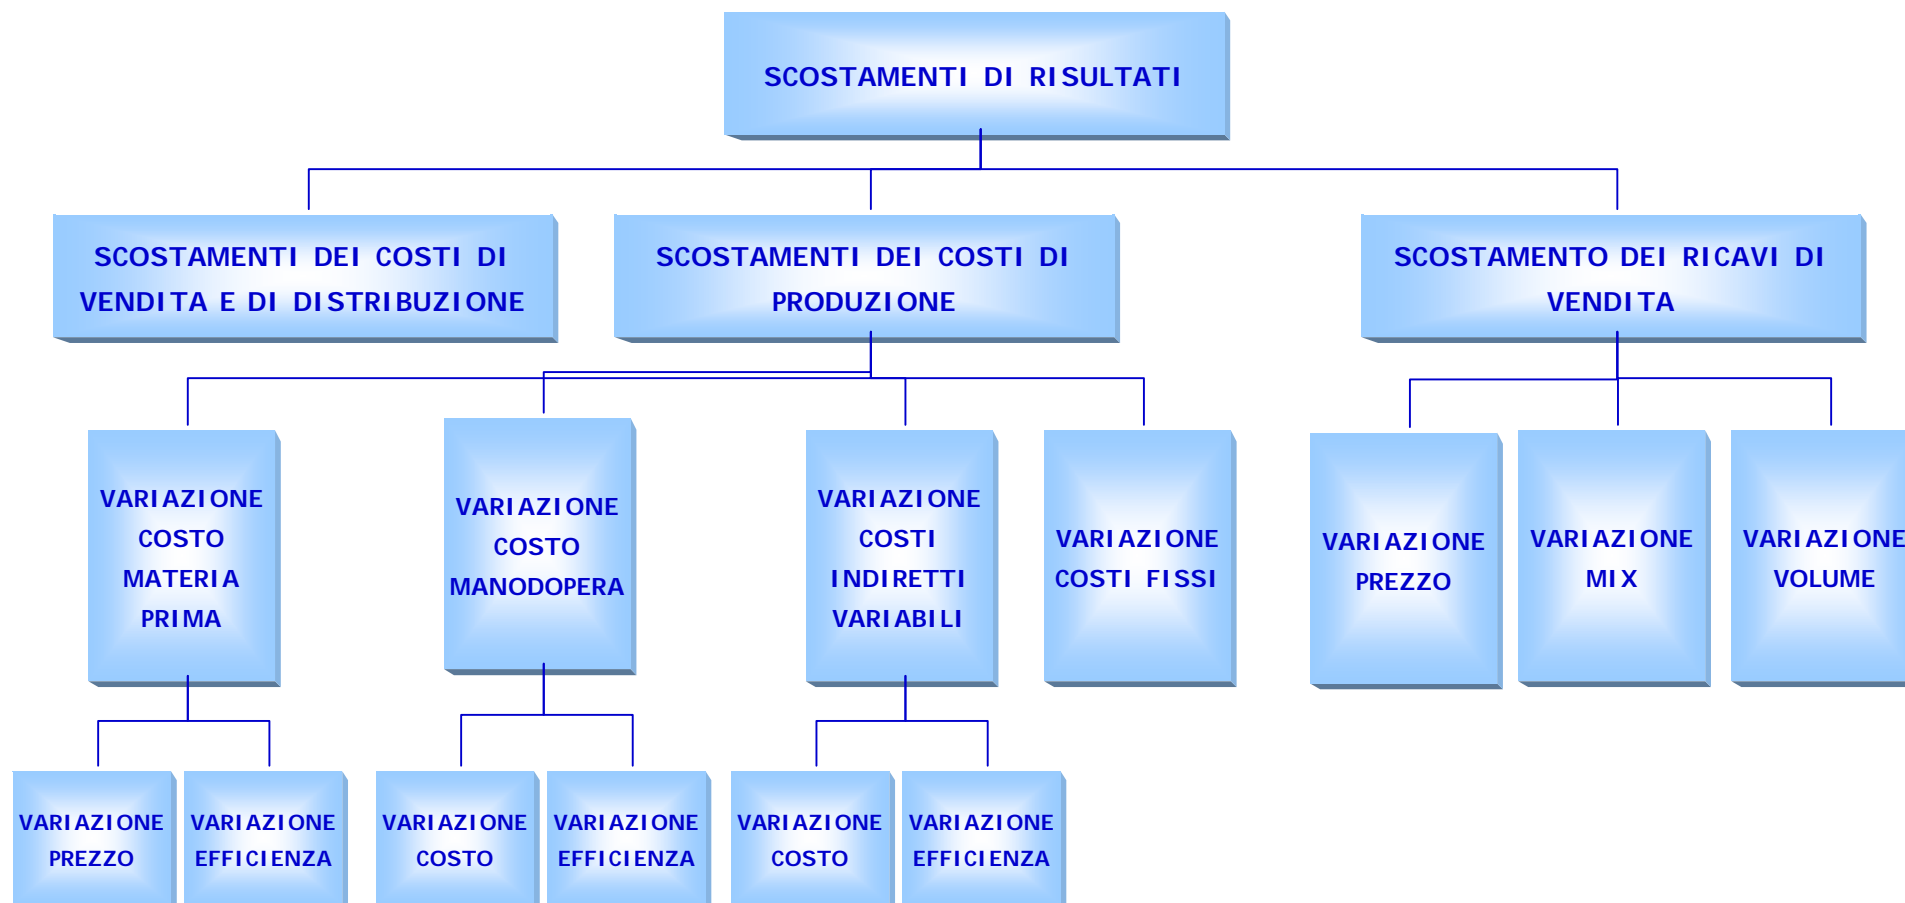 SCOSTAMENTI DI RISULTATI
SCOSTAMENTI DEI COSTI DI
VENDITA E DI DISTRIBUZIONE
SCOSTAMENTI DEI COSTI DI
PRODUZIONE
SCOSTAMENTO DEI RICAVI DI
VENDITA
VARIAZIONE
COSTO
MATERIA
PRIMA
VARIAZIONE
COSTO
MANODOPERA
VARIAZIONE
COSTI
INDIRETTI
VARIABILI
VARIAZIONE
COSTI FISSI
VARIAZIONE
PREZZO
VARIAZIONE
MIX
VARIAZIONE
VOLUME
VARIAZIONE
PREZZO
VARIAZIONE
EFFICIENZA
VARIAZIONE
COSTO
VARIAZIONE
EFFICIENZA
VARIAZIONE
COSTO
VARIAZIONE
EFFICIENZA